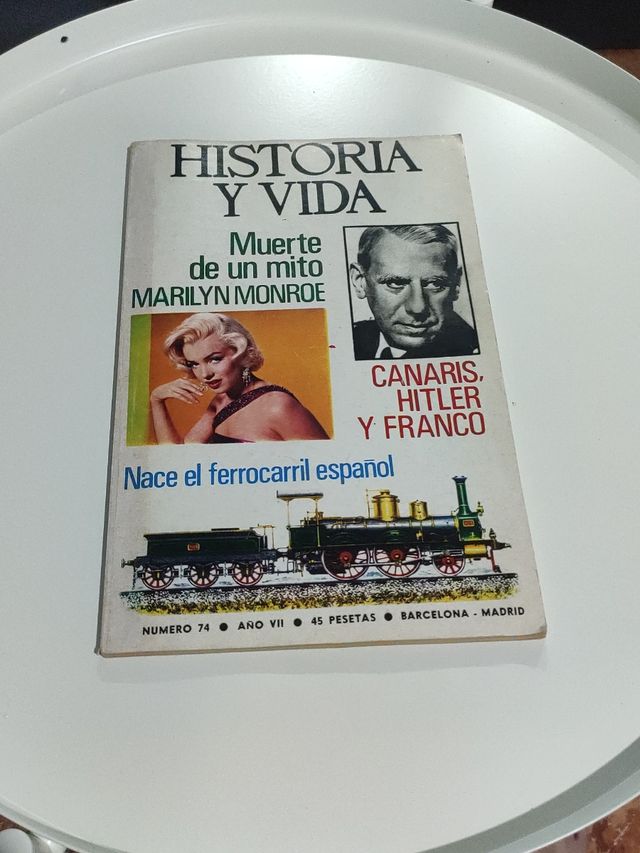 HISTORIA
Y VIDA
Muerte
de un mito
MARILYN MONROE
CANARIS,
HITLER
Y FRANCO
Nace el ferrocarril español
NUMERO 74 ● AÑO VII ● 45 PESETAS ● BARCELONA - MADRID